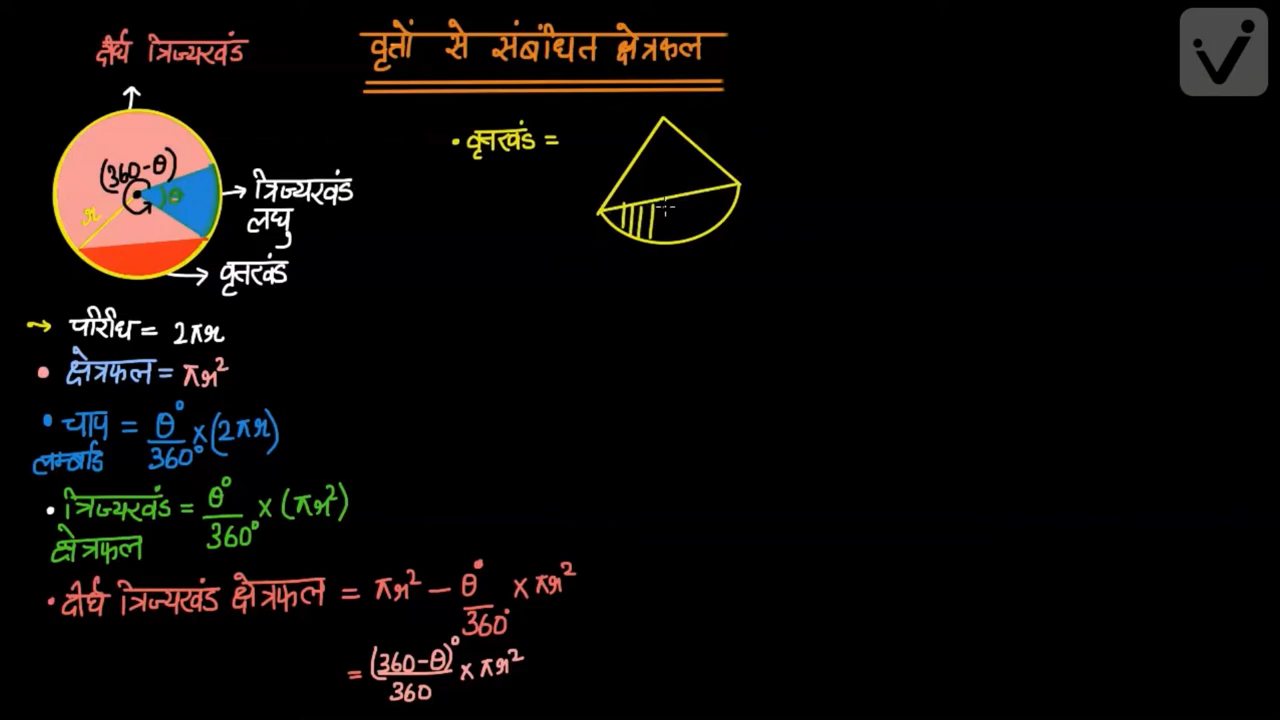 वृतों से संबंधित क्षेत्रफल
दीर्घ त्रिज्यखंड
(360-θ)
θ
r
त्रिज्यखंड
लघु
वृतखंड
• वृतखंड =
→ परिधि = 2πr
• क्षेत्रफल = πr²
• चाप = θ°/360° × (2πr)
लम्बाई
• त्रिज्यखंड = θ°/360° × (πr²)
क्षेत्रफल
• दीर्घ त्रिज्यखंड क्षेत्रफल = πr² - θ°/360° × πr²
= (360-θ)°/360 × πr²